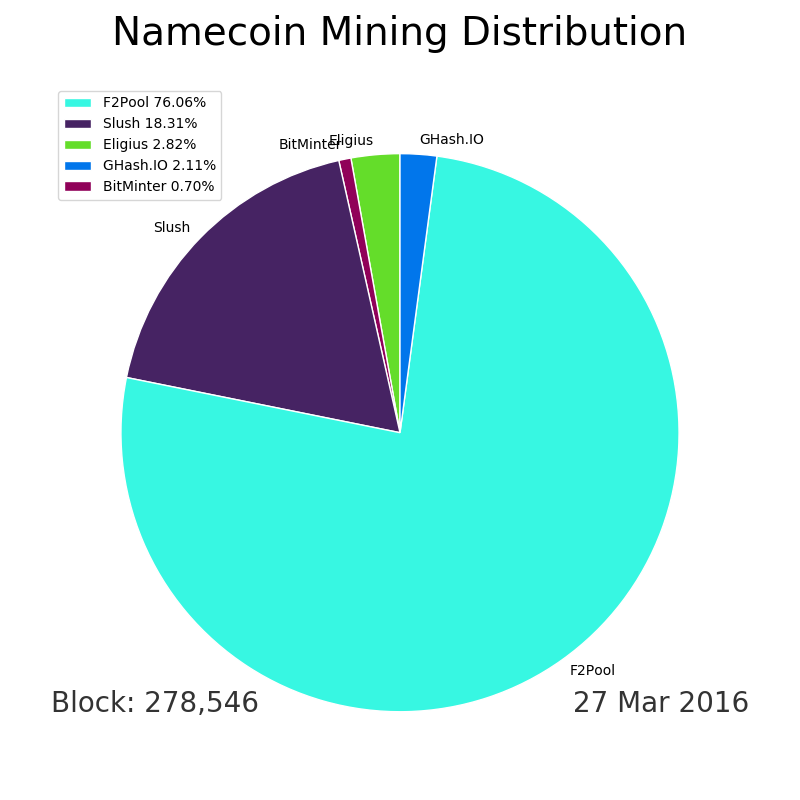 Namecoin Mining Distribution
F2Pool 76.06%
Slush 18.31%
Eligius 2.82%
GHash.IO 2.11%
BitMinter 0.70%
BitMinter
Eligius
GHash.IO
Slush
F2Pool
Block: 278,546
27 Mar 2016